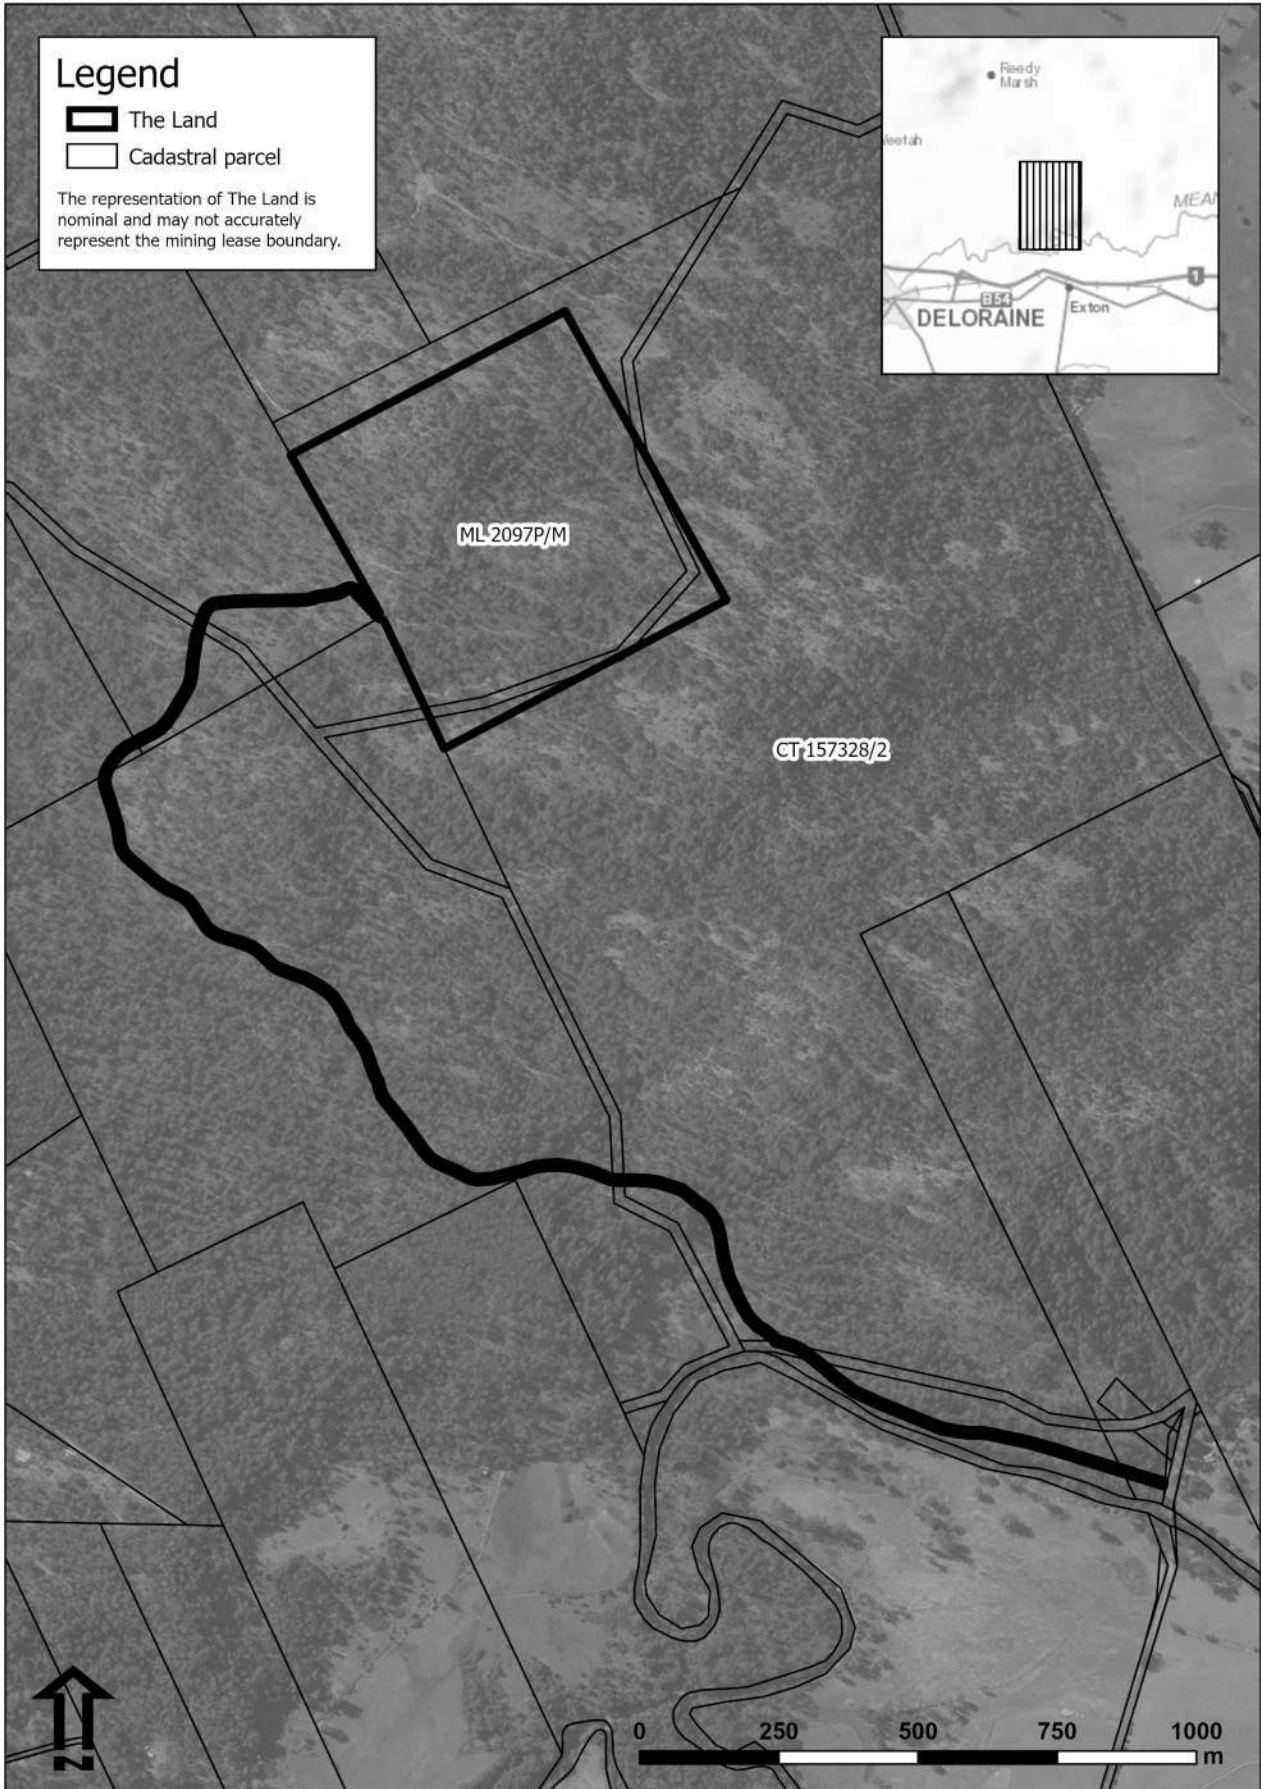 Legend
The Land
Cadastral parcel
The representation of The Land is
nominal and may not accurately
represent the mining lease boundary.
Reedy
Marsh
MEAN
1
B54
Exton
DELORAINE
ML 2097P/M
CT 157328/2
N
0 250 500 750 1000
m